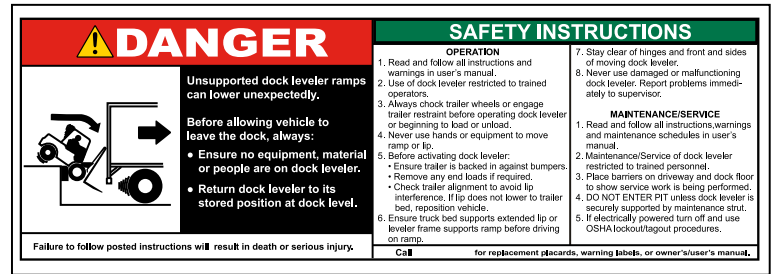 DANGER
Unsupported dock leveler ramps
can lower unexpectedly.
Before allowing vehicle to
leave the dock, always:
• Ensure no equipment, material
or people are on dock leveler.
• Return dock leveler to its
stored position at dock level.
Failure to follow posted instructions will result in death or serious injury.
SAFETY INSTRUCTIONS
OPERATION
1. Read and follow all instructions and
warnings in user's manual.
2. Use of dock leveler restricted to trained
operators.
3. Always chock trailer wheels or engage
trailer restraint before operating dock leveler
or beginning to load or unload.
4. Never use hands or equipment to move
ramp or lip.
5. Before activating dock leveler:
• Ensure trailer is backed in against bumpers.
• Remove any end loads if required.
• Check trailer alignment to avoid lip
interference. If lip does not lower to trailer
bed, reposition vehicle.
6. Ensure truck bed supports extended lip or
leveler frame supports ramp before driving
on ramp.
7. Stay clear of hinges and front and sides
of moving dock leveler.
8. Never use damaged or malfunctioning
dock leveler. Report problems immedi-
ately to supervisor.
MAINTENANCE/SERVICE
1. Read and follow all instructions,warnings
and maintenance schedules in user's
manual.
2. Maintenance/Service of dock leveler
restricted to trained personnel.
3. Place barriers on driveway and dock floor
to show service work is being performed.
4. DO NOT ENTER PIT unless dock leveler is
securely supported by maintenance strut.
5. If electrically powered turn off and use
OSHA lockout/tagout procedures.
Call for replacement placards, warning labels, or owner's/user's manual.